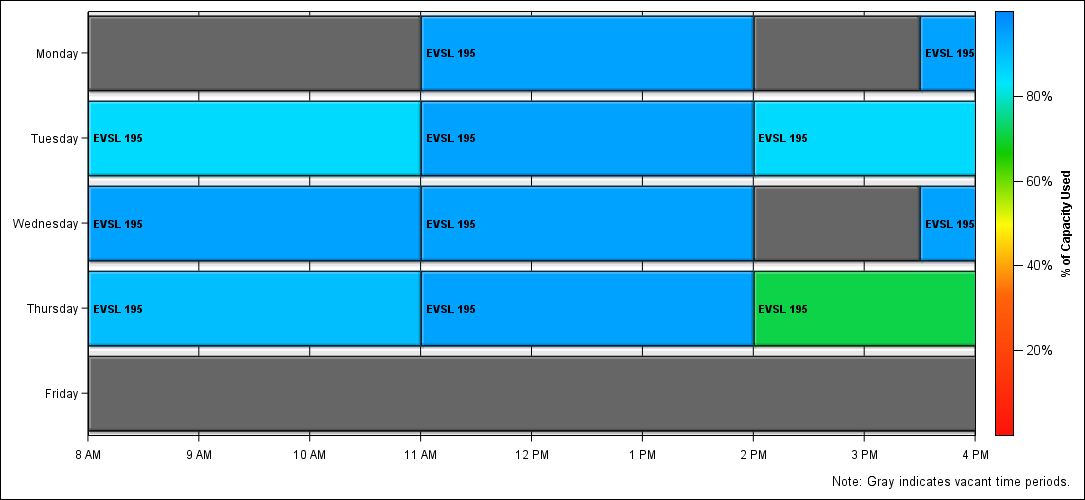 Monday
EVSL 195
EVSL 195
Tuesday
EVSL 195
EVSL 195
EVSL 195
Wednesday
EVSL 195
EVSL 195
EVSL 195
Thursday
EVSL 195
EVSL 195
EVSL 195
Friday
8 AM
9 AM
10 AM
11 AM
12 PM
1 PM
2 PM
3 PM
4 PM
80%
60%
40%
20%
% of Capacity Used
Note: Gray indicates vacant time periods.